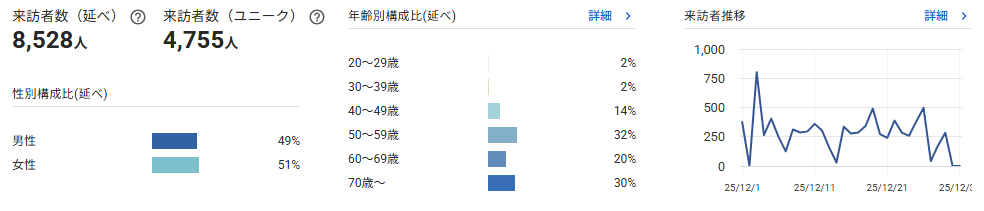 来訪者数（延べ）
8,528人
来訪者数（ユニーク）
4,755人
性別構成比(延べ)
男性 49%
女性 51%
年齢別構成比(延べ) 詳細
20～29歳 2%
30～39歳 2%
40～49歳 14%
50～59歳 32%
60～69歳 20%
70歳～ 30%
来訪者推移 詳細
1,000
750
500
250
0
25/12/1 25/12/11 25/12/21 25/12/3